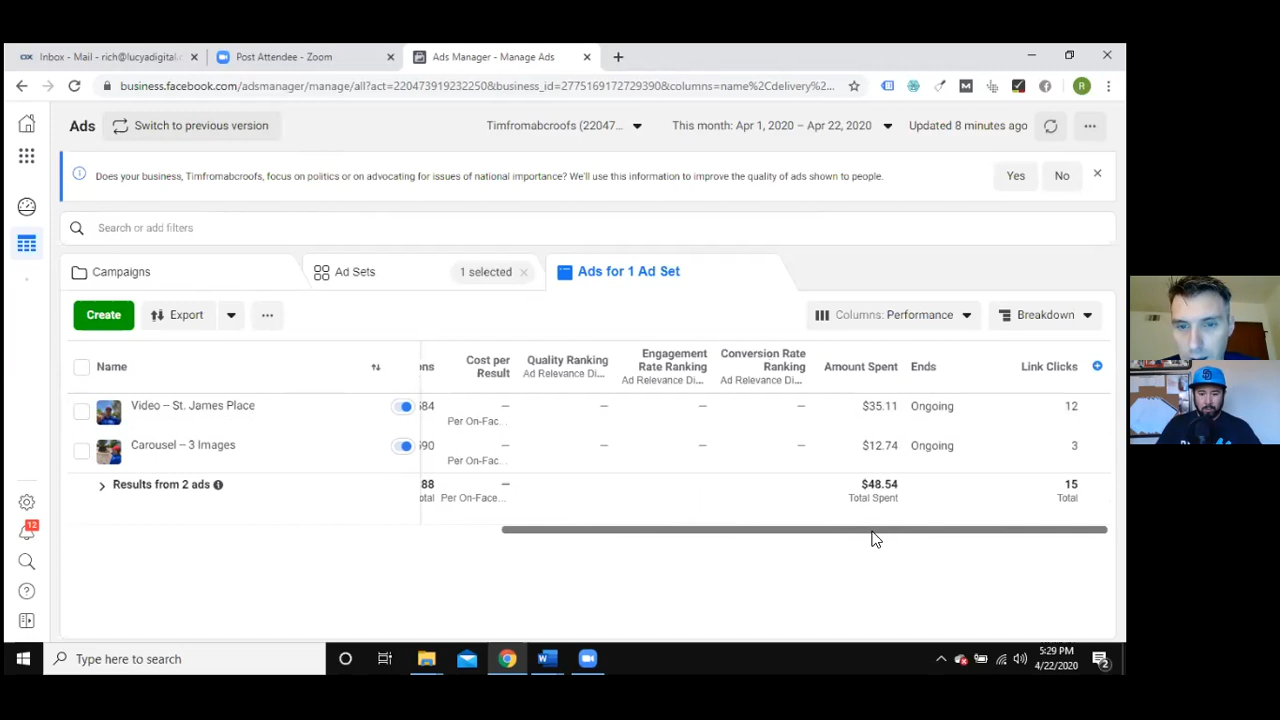 Inbox - Mail - rich@lucyadigital.
Post Attendee - Zoom
Ads Manager - Manage Ads
business.facebook.com/adsmanager/manage/all?act=220473919232250&business_id=2775169172729390&columns=name%2Cdelivery%2...
Ads
Switch to previous version
Timfromabcroofs (22047...
This month: Apr 1, 2020 – Apr 22, 2020
Updated 8 minutes ago
Does your business, Timfromabcroofs, focus on politics or on advocating for issues of national importance? We'll use this information to improve the quality of ads shown to people.
Yes
No
Search or add filters
Campaigns
Ad Sets
1 selected
Ads for 1 Ad Set
Create
Export
Columns: Performance
Breakdown
Name
ns
Cost per
Result
Quality Ranking
Ad Relevance Di...
Engagement
Rate Ranking
Ad Relevance Di...
Conversion Rate
Ranking
Ad Relevance Di...
Amount Spent
Ends
Link Clicks
Video – St. James Place
584
—
Per On-Fac...
—
—
—
$35.11
Ongoing
12
Carousel – 3 Images
690
—
Per On-Fac...
—
—
—
$12.74
Ongoing
3
Results from 2 ads
88
otal
—
Per On-Face...
$48.54
Total Spent
15
Total
12
Type here to search
5:29 PM
4/22/2020
2